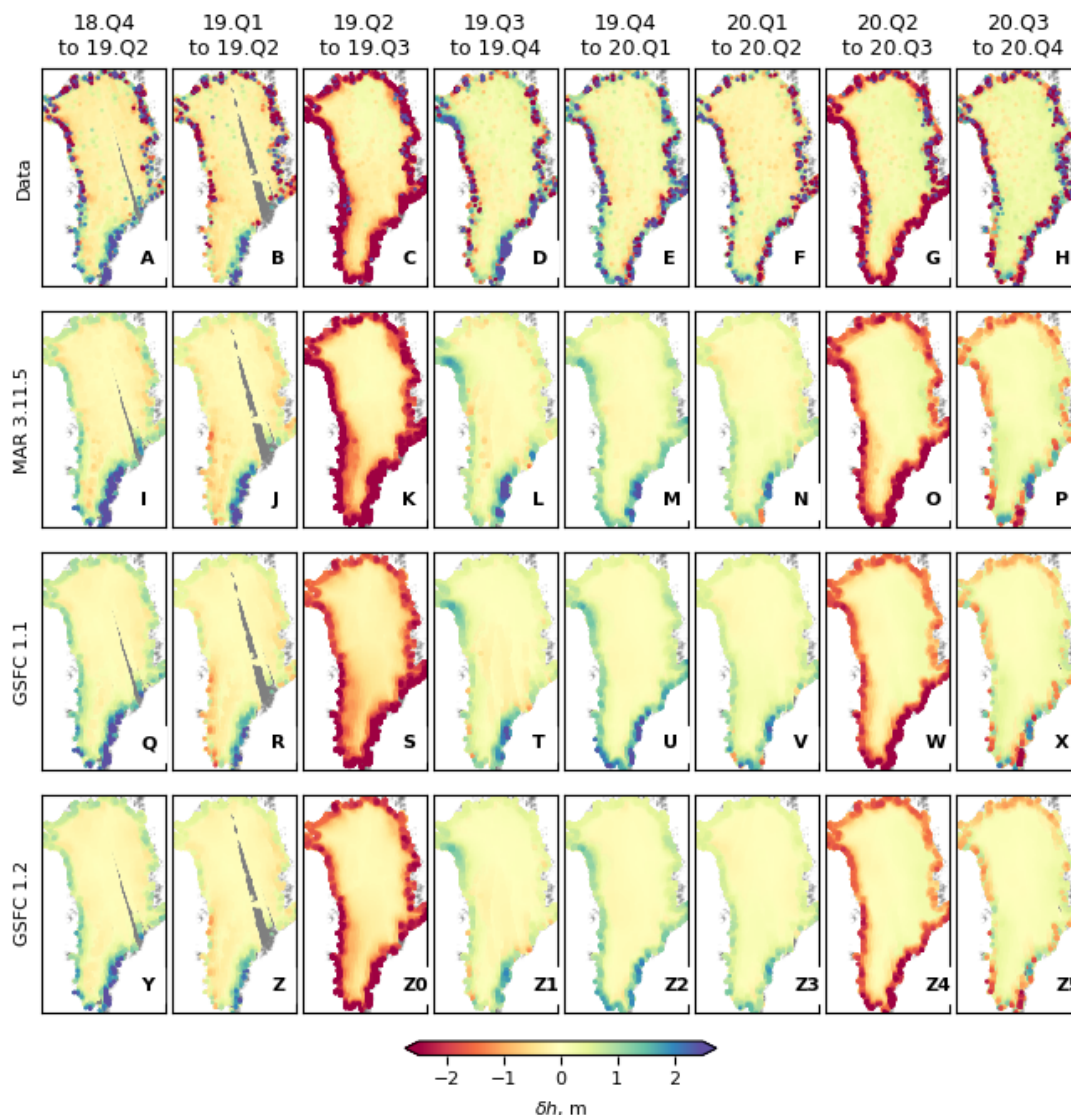 18.Q4 to 19.Q2
19.Q1 to 19.Q2
19.Q2 to 19.Q3
19.Q3 to 19.Q4
19.Q4 to 20.Q1
20.Q1 to 20.Q2
20.Q2 to 20.Q3
20.Q3 to 20.Q4
Data
A B C D E F G H
MAR 3.11.5
I J K L M N O P
GSFC 1.1
Q R S T U V W X
GSFC 1.2
Y Z Z0 Z1 Z2 Z3 Z4
−2 −1 0 1 2
δh, m